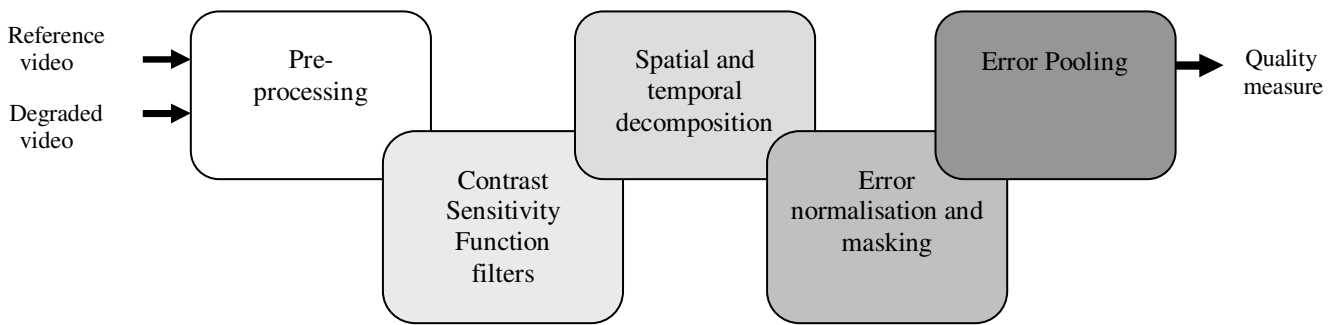 Reference
video
Degraded
video
Pre-
processing
Contrast
Sensitivity
Function
filters
Spatial and
temporal
decomposition
Error
normalisation and
masking
Error Pooling
Quality
measure